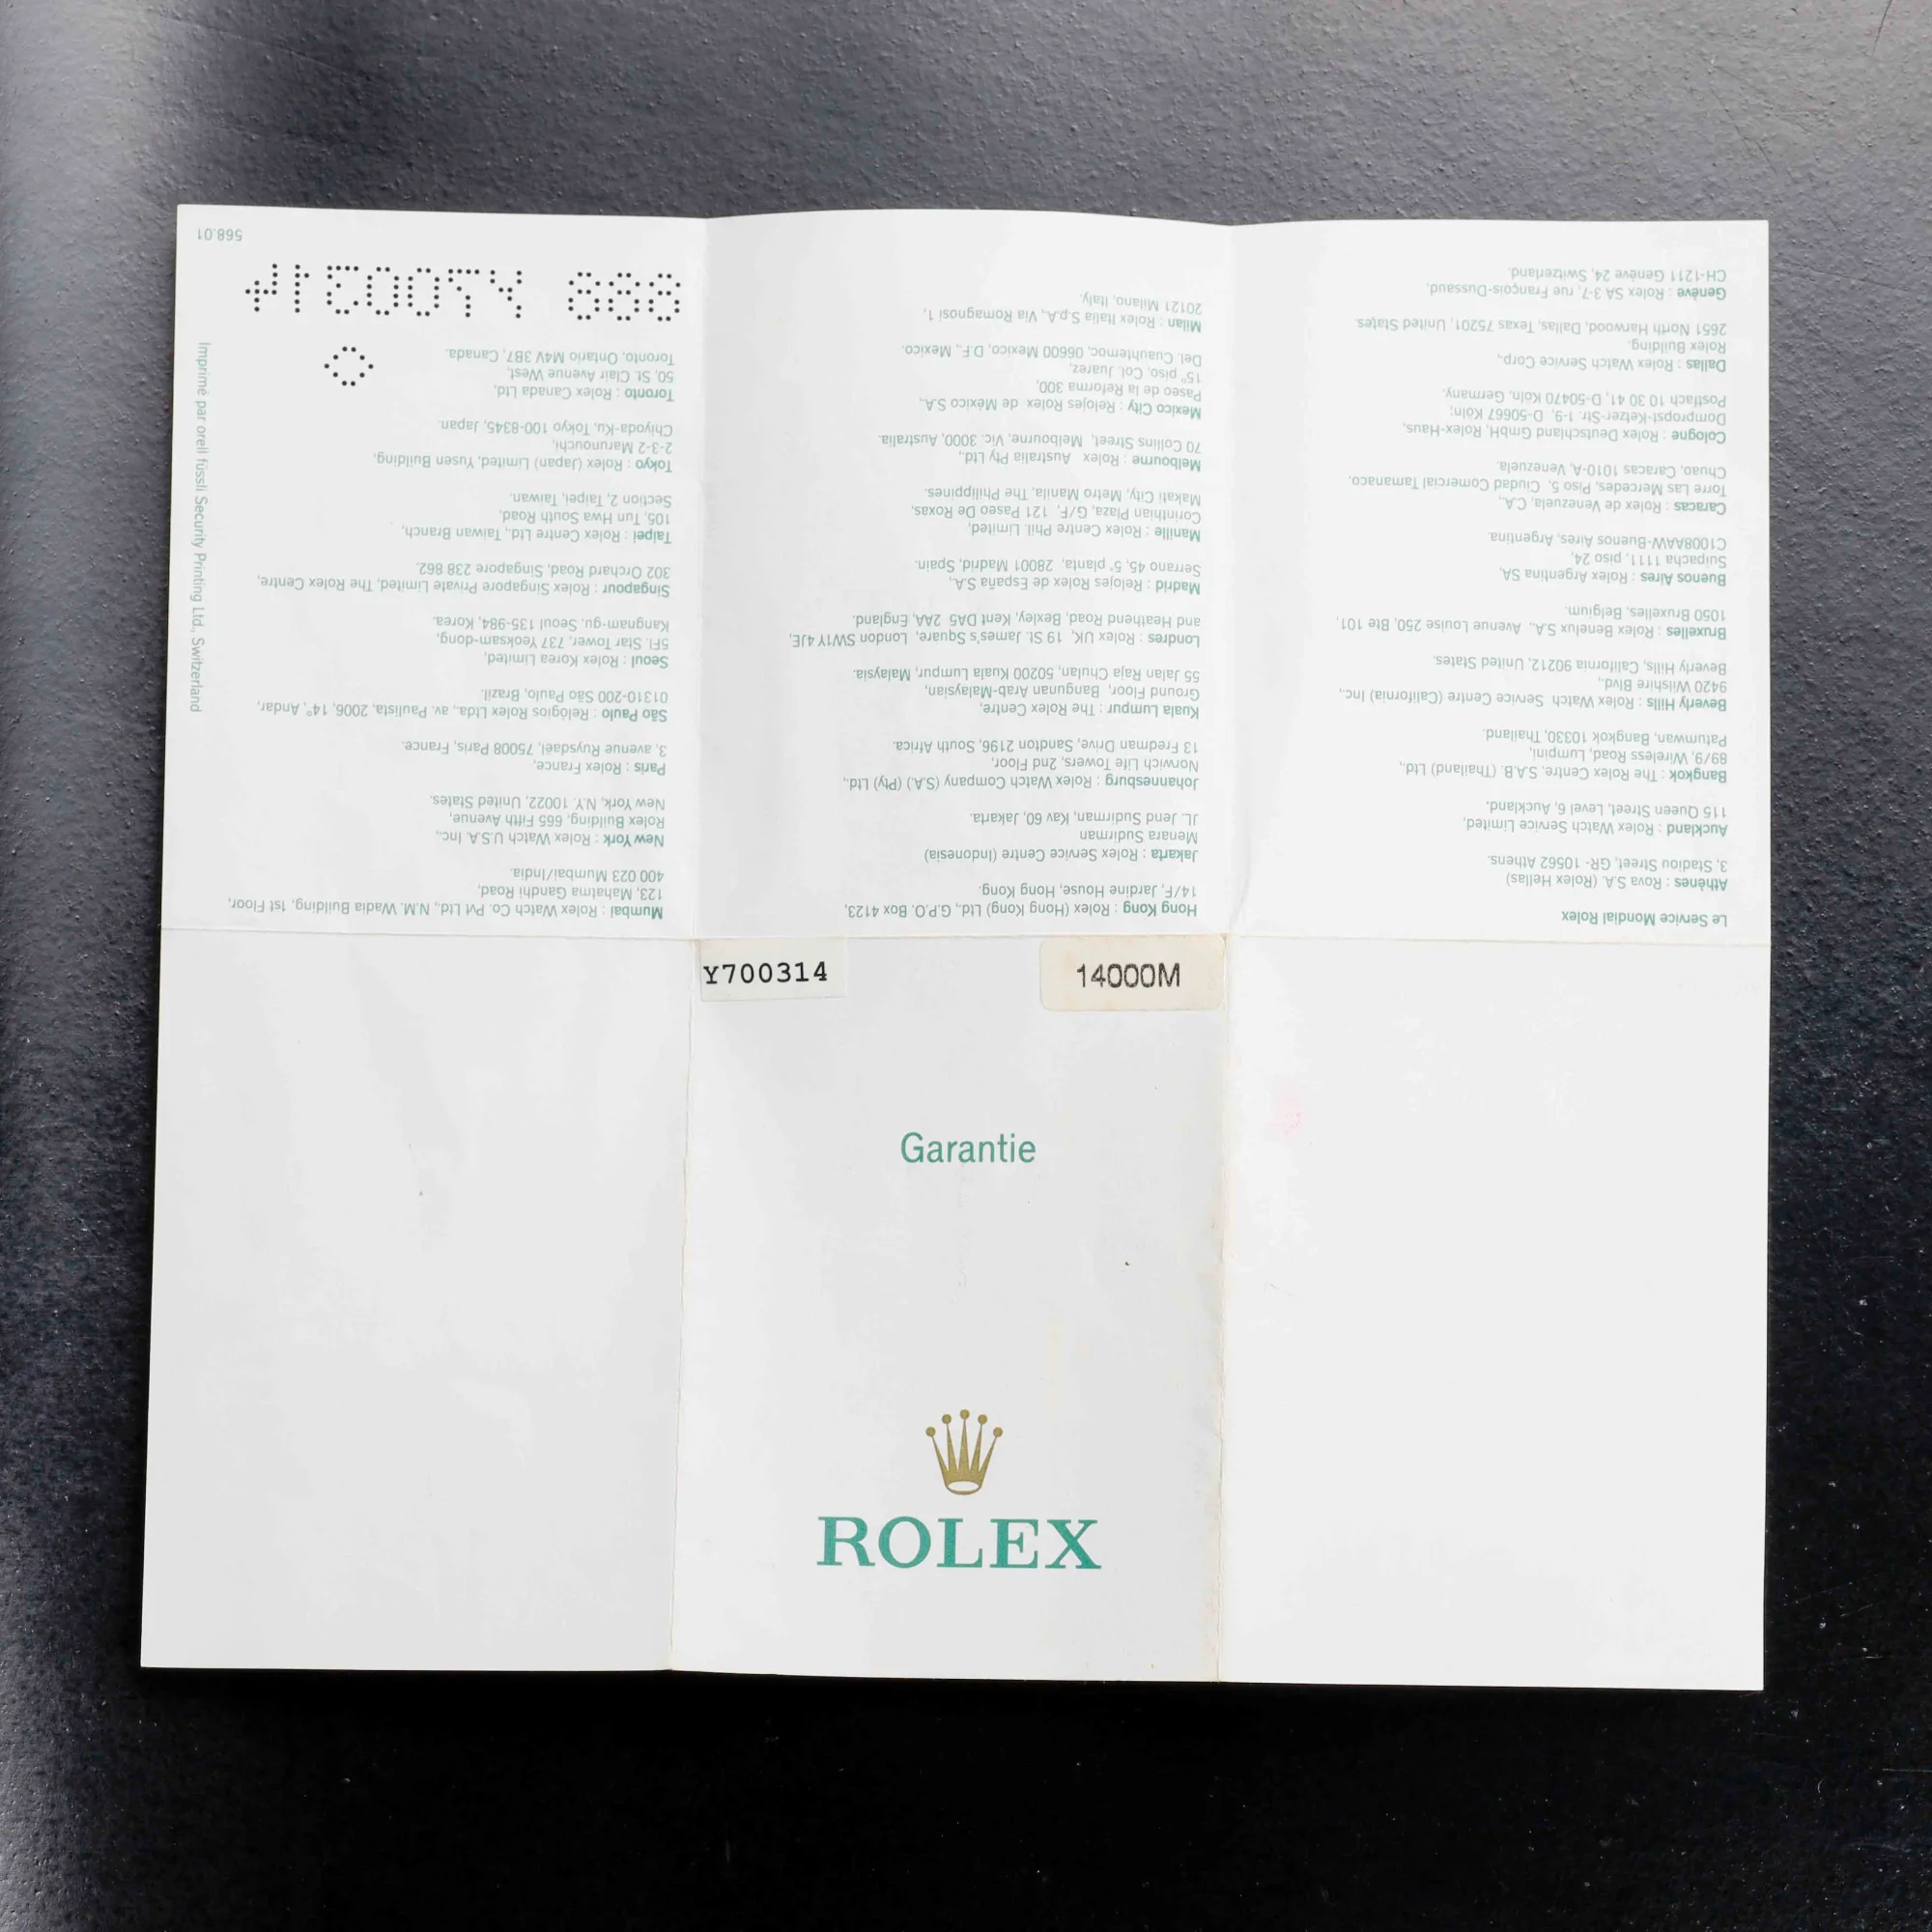 Y700314
14000M
Garantie
ROLEX
Le Service Mondial Rolex
Athènes : Rova S.A. (Rolex Hellas)
3, Stadiou Street, GR- 10562 Athens.
Auckland : Rolex Watch Service Limited,
115 Queen Street, Level 6, Auckland.
Bangkok : The Rolex Centre, S.A.B. (Thailand) Ltd.,
89/9, Wireless Road, Lumpini,
Patumwan, Bangkok 10330, Thailand.
Beverly Hills : Rolex Watch Service Centre (California) Inc.,
9420 Wilshire Blvd.,
Beverly Hills, California 90212, United States.
Bruxelles : Rolex Benelux S.A., Avenue Louise 250, Bte 101,
1050 Bruxelles, Belgium.
Buenos Aires : Rolex Argentina SA,
Suipacha 1111, piso 24,
C1008AAW-Buenos Aires, Argentina.
Caracas : Rolex de Venezuela, C.A.,
Torre Las Mercedes, Piso 5, Ciudad Comercial Tamanaco,
Chuao, Caracas 1010-A, Venezuela.
Cologne : Rolex Deutschland GmbH, Rolex-Haus,
Dompropst-Ketzer-Str. 1-9, D-50667 Köln;
Postfach 10 30 41, D-50470 Köln, Germany.
Dallas : Rolex Watch Service Corp.,
Rolex Building,
2651 North Harwood, Dallas, Texas 75201, United States.
Genève : Rolex SA 3-7, rue François-Dussaud,
CH-1211 Genève 24, Switzerland.
Hong Kong : Rolex (Hong Kong) Ltd., G.P.O. Box 4123,
14/F, Jardine House, Hong Kong.
Jakarta : Rolex Service Centre (Indonesia)
Menara Sudirman
JL. Jend Sudirman, Kav 60, Jakarta.
Johannesburg : Rolex Watch Company (S.A.) (Pty) Ltd.,
Norwich Life Towers, 2nd Floor,
13 Fredman Drive, Sandton 2196, South Africa.
Kuala Lumpur : The Rolex Centre,
Ground Floor, Bangunan Arab-Malaysian,
55 Jalan Raja Chulan, 50200 Kuala Lumpur, Malaysia.
Londres : Rolex UK, 19 St. James's Square, London SW1Y 4JE,
and Heathend Road, Bexley, Kent DA5 2AA, England.
Madrid : Relojes Rolex de España S.A.,
Serrano 45, 5ª planta, 28001 Madrid, Spain.
Manille : Rolex Centre Phil. Limited,
Corinthian Plaza, G/F, 121 Paseo De Roxas,
Makati City, Metro Manila, The Philippines.
Melbourne : Rolex Australia Pty Ltd.,
70 Collins Street, Melbourne, Vic. 3000, Australia.
Mexico City : Relojes Rolex de México S.A.,
Paseo de la Reforma 300,
15° piso, Col. Juarez,
Del. Cuauhtemoc, 06600 Mexico, D.F., Mexico.
Milan : Rolex Italia S.p.A., Via Romagnosi 1,
20121 Milano, Italy.
Mumbai : Rolex Watch Co. Pvt Ltd., N.M. Wadia Building, 1st Floor,
123, Mahatma Gandhi Road,
400 023 Mumbai/India.
New York : Rolex Watch U.S.A. Inc.,
Rolex Building, 665 Fifth Avenue,
New York, N.Y. 10022, United States.
Paris : Rolex France,
3, avenue Ruysdaël, 75008 Paris, France.
São Paulo : Relógios Rolex Ltda., av. Paulista, 2006, 14°, Andar,
01310-200 São Paulo, Brazil.
Seoul : Rolex Korea Limited,
5Fl. Star Tower, 737 Yeoksam-dong,
Kangnam-gu, Seoul 135-984, Korea.
Singapour : Rolex Singapore Private Limited, The Rolex Centre,
302 Orchard Road, Singapore 238 862.
Taipei : Rolex Centre Ltd., Taiwan Branch,
105, Tun Hwa South Road,
Section 2, Taipei, Taiwan.
Tokyo : Rolex (Japan) Limited, Yusen Building,
2-3-2 Marunouchi,
Chiyoda-Ku, Tokyo 100-8345, Japan.
Toronto : Rolex Canada Ltd,
50, St. Clair Avenue West,
Toronto, Ontario M4V 3B7, Canada.
888 Y700314
568.01
Imprimé par orell füssli Security Printing Ltd., Switzerland